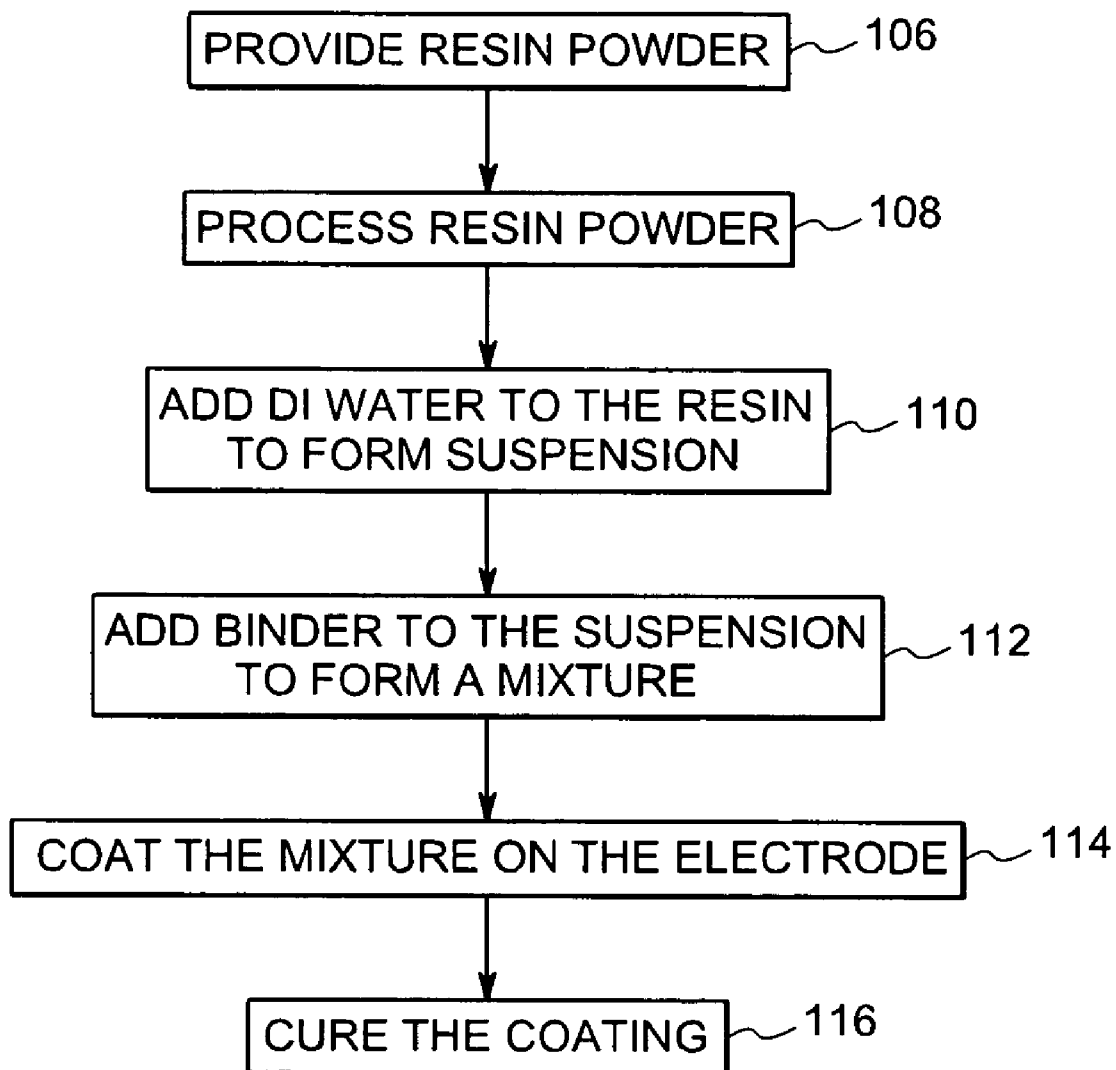 PROVIDE RESIN POWDER
106
PROCESS RESIN POWDER
108
ADD DI WATER TO THE RESIN
TO FORM SUSPENSION
110
ADD BINDER TO THE SUSPENSION
TO FORM A MIXTURE
112
COAT THE MIXTURE ON THE ELECTRODE
114
CURE THE COATING
116